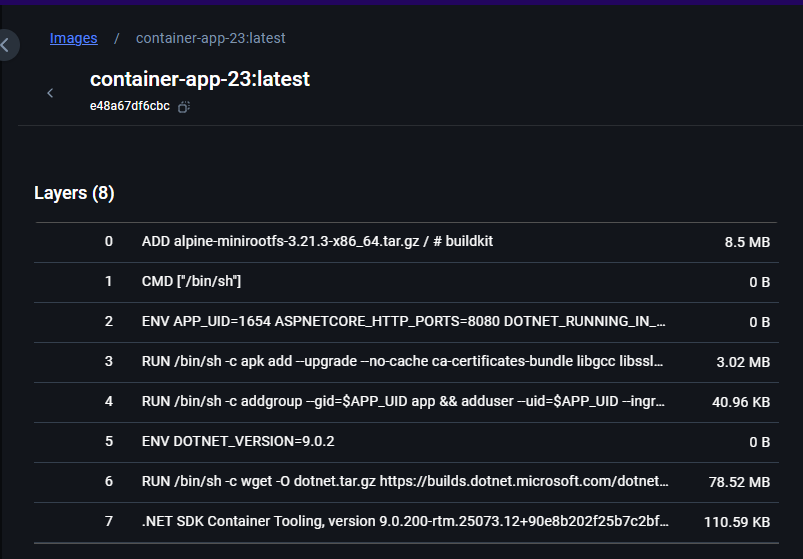 Images / container-app-23:latest
container-app-23:latest
e48a67df6cbc
Layers (8)
0 ADD alpine-minirootfs-3.21.3-x86_64.tar.gz / # buildkit 8.5 MB
1 CMD ["/bin/sh"] 0 B
2 ENV APP_UID=1654 ASPNETCORE_HTTP_PORTS=8080 DOTNET_RUNNING_IN_... 0 B
3 RUN /bin/sh -c apk add --upgrade --no-cache ca-certificates-bundle libgcc libssl... 3.02 MB
4 RUN /bin/sh -c addgroup --gid=$APP_UID app && adduser --uid=$APP_UID --ingr... 40.96 KB
5 ENV DOTNET_VERSION=9.0.2 0 B
6 RUN /bin/sh -c wget -O dotnet.tar.gz https://builds.dotnet.microsoft.com/dotnet... 78.52 MB
7 .NET SDK Container Tooling, version 9.0.200-rtm.25073.12+90e8b202f25b7c2bf... 110.59 KB